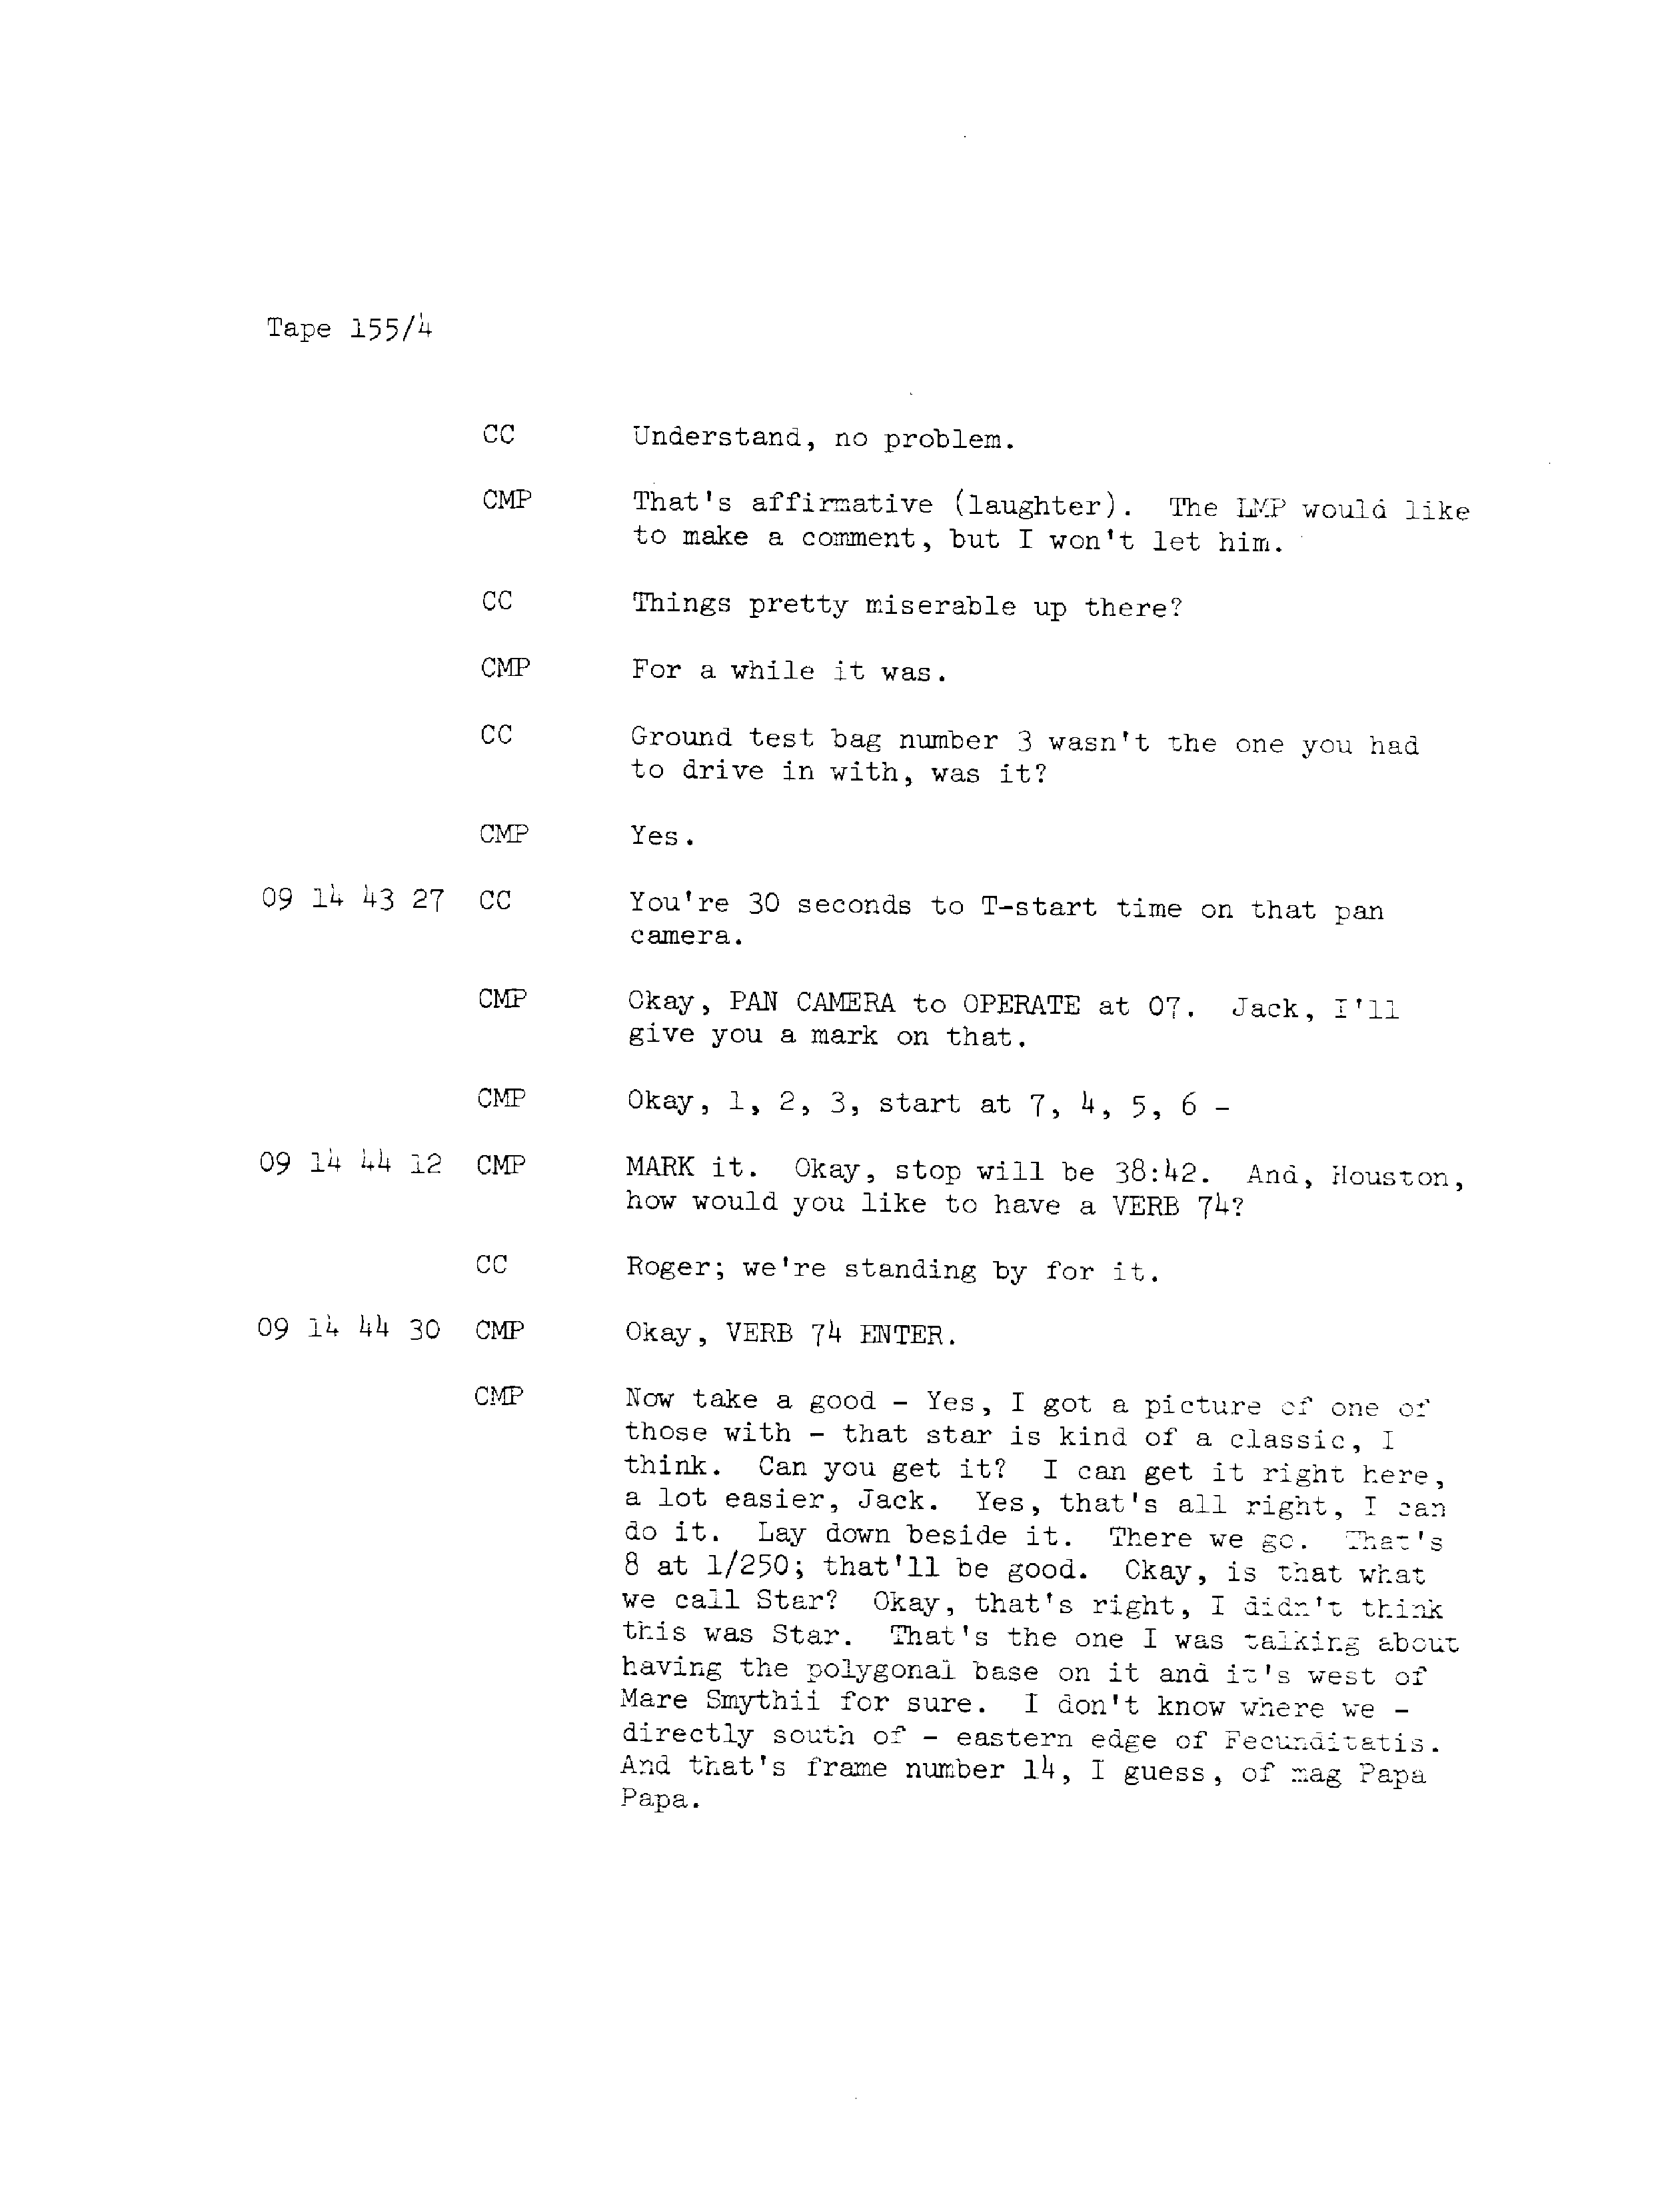 Tape 155/4
CC Understand, no problem.
CMP That's affirmative (laughter). The LMP would like
to make a comment, but I won't let him.
CC Things pretty miserable up there?
CMP For a while it was.
CC Ground test bag number 3 wasn't the one you had
to drive in with, was it?
CMP Yes.
09 14 43 27 CC You're 30 seconds to T-start time on that pan
camera.
CMP Okay, PAN CAMERA to OPERATE at 07. Jack, I'll
give you a mark on that.
CMP Okay, 1, 2, 3, start at 7, 4, 5, 6 -
09 14 44 12 CMP MARK it. Okay, stop will be 38:42. And, Houston,
how would you like to have a VERB 74?
CC Roger; we're standing by for it.
09 14 44 30 CMP Okay, VERB 74 ENTER.
CMP Now take a good - Yes, I got a picture of one of
those with - that star is kind of a classic, I
think. Can you get it? I can get it right here,
a lot easier, Jack. Yes, that's all right, I can
do it. Lay down beside it. There we go. That's
8 at 1/250; that'll be good. Okay, is that what
we call Star? Okay, that's right, I didn't think
this was Star. That's the one I was talking about
having the polygonal base on it and it's west of
Mare Smythii for sure. I don't know where we -
directly south of - eastern edge of Fecunditatis.
And that's frame number 14, I guess, of mag Papa
Papa.